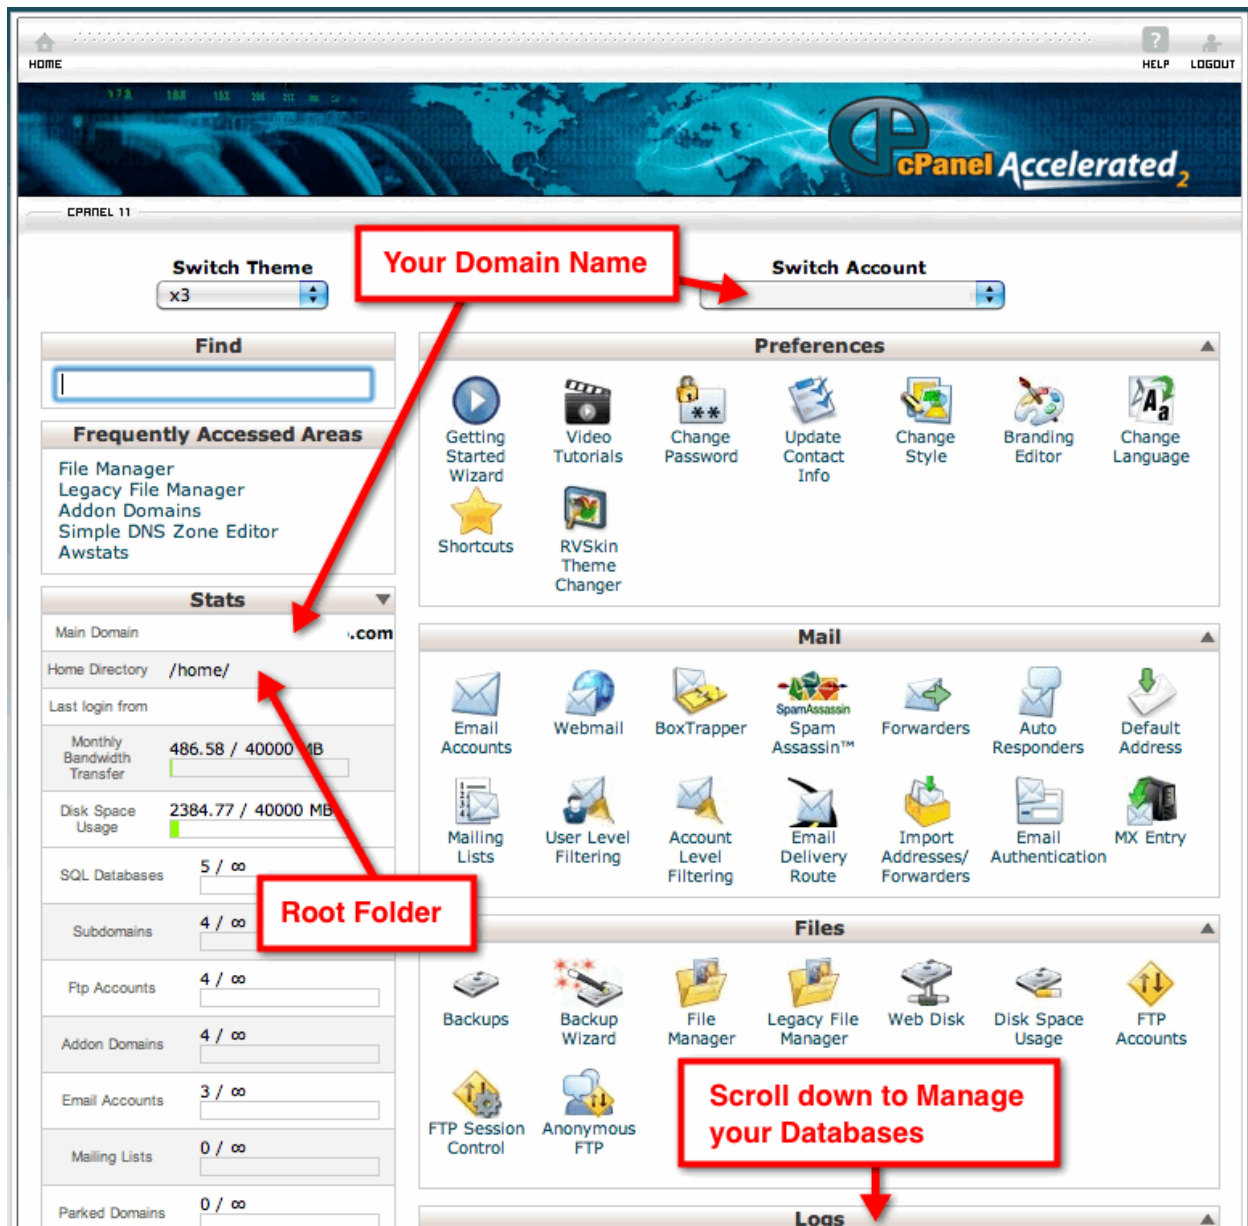 HOME
HELP
LOGOUT
cPanel Accelerated2
CPANEL 11
Switch Theme
x3
Your Domain Name
Switch Account
Find
Frequently Accessed Areas
File Manager
Legacy File Manager
Addon Domains
Simple DNS Zone Editor
Awstats
Stats
Main Domain
.com
Home Directory /home/
Last login from
Monthly
Bandwidth
Transfer
486.58 / 40000 MB
Disk Space
Usage
2384.77 / 40000 MB
SQL Databases
5 / ∞
Subdomains
4 / ∞
Ftp Accounts
4 / ∞
Addon Domains
4 / ∞
Email Accounts
3 / ∞
Mailing Lists
0 / ∞
Parked Domains
0 / ∞
Root Folder
Preferences
Getting
Started
Wizard
Video
Tutorials
Change
Password
Update
Contact
Info
Change
Style
Branding
Editor
Change
Language
Shortcuts
RVSkin
Theme
Changer
Mail
Email
Accounts
Webmail
BoxTrapper
SpamAssassin
Spam
Assassin™
Forwarders
Auto
Responders
Default
Address
Mailing
Lists
User Level
Filtering
Account
Level
Filtering
Email
Delivery
Route
Import
Addresses/
Forwarders
Email
Authentication
MX Entry
Files
Backups
Backup
Wizard
File
Manager
Legacy File
Manager
Web Disk
Disk Space
Usage
FTP
Accounts
FTP Session
Control
Anonymous
FTP
Scroll down to Manage
your Databases
Logs